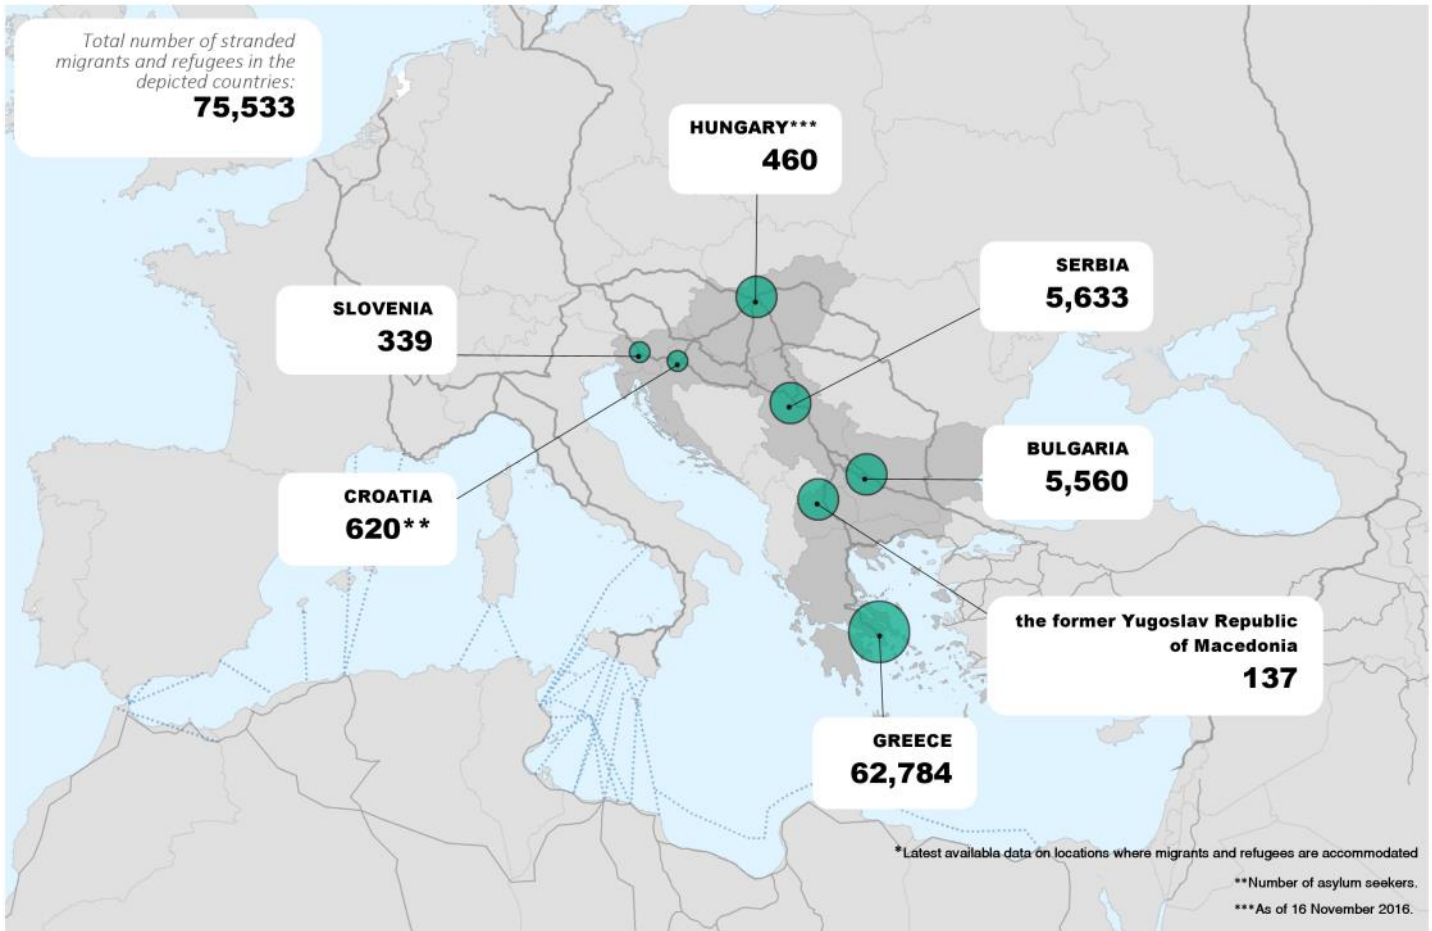 Total number of stranded
migrants and refugees in the
depicted countries:
75,533
HUNGARY***
460
SERBIA
5,633
SLOVENIA
339
BULGARIA
5,560
CROATIA
620**
the former Yugoslav Republic
of Macedonia
137
GREECE
62,784
*Latest available data on locations where migrants and refugees are accommodated
**Number of asylum seekers.
***As of 16 November 2016.